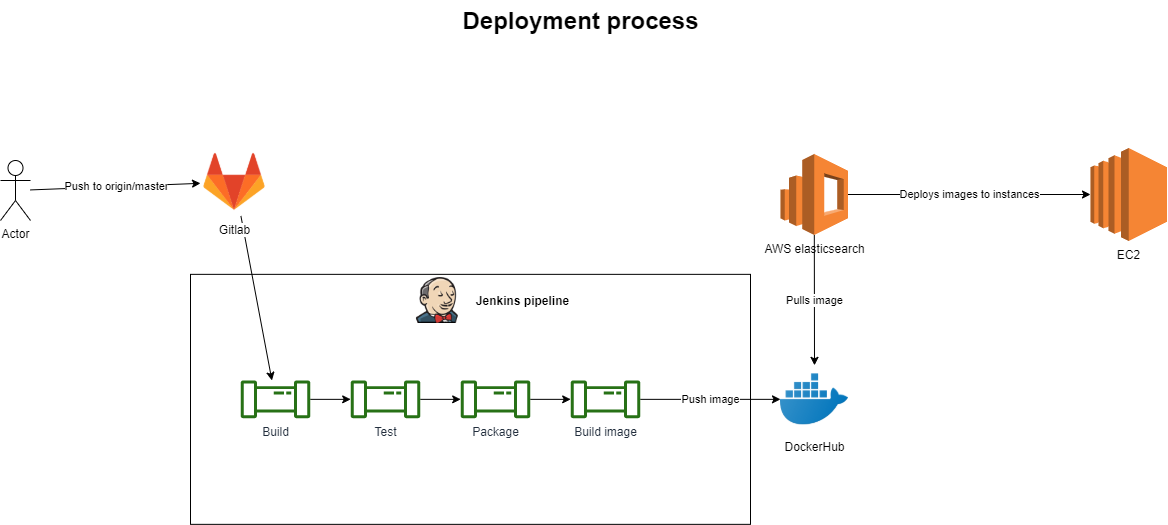 Deployment process
Push to origin/master
Actor
Gitlab
Jenkins pipeline
Build
Test
Package
Build image
Push image
DockerHub
Pulls image
AWS elasticsearch
Deploys images to instances
EC2